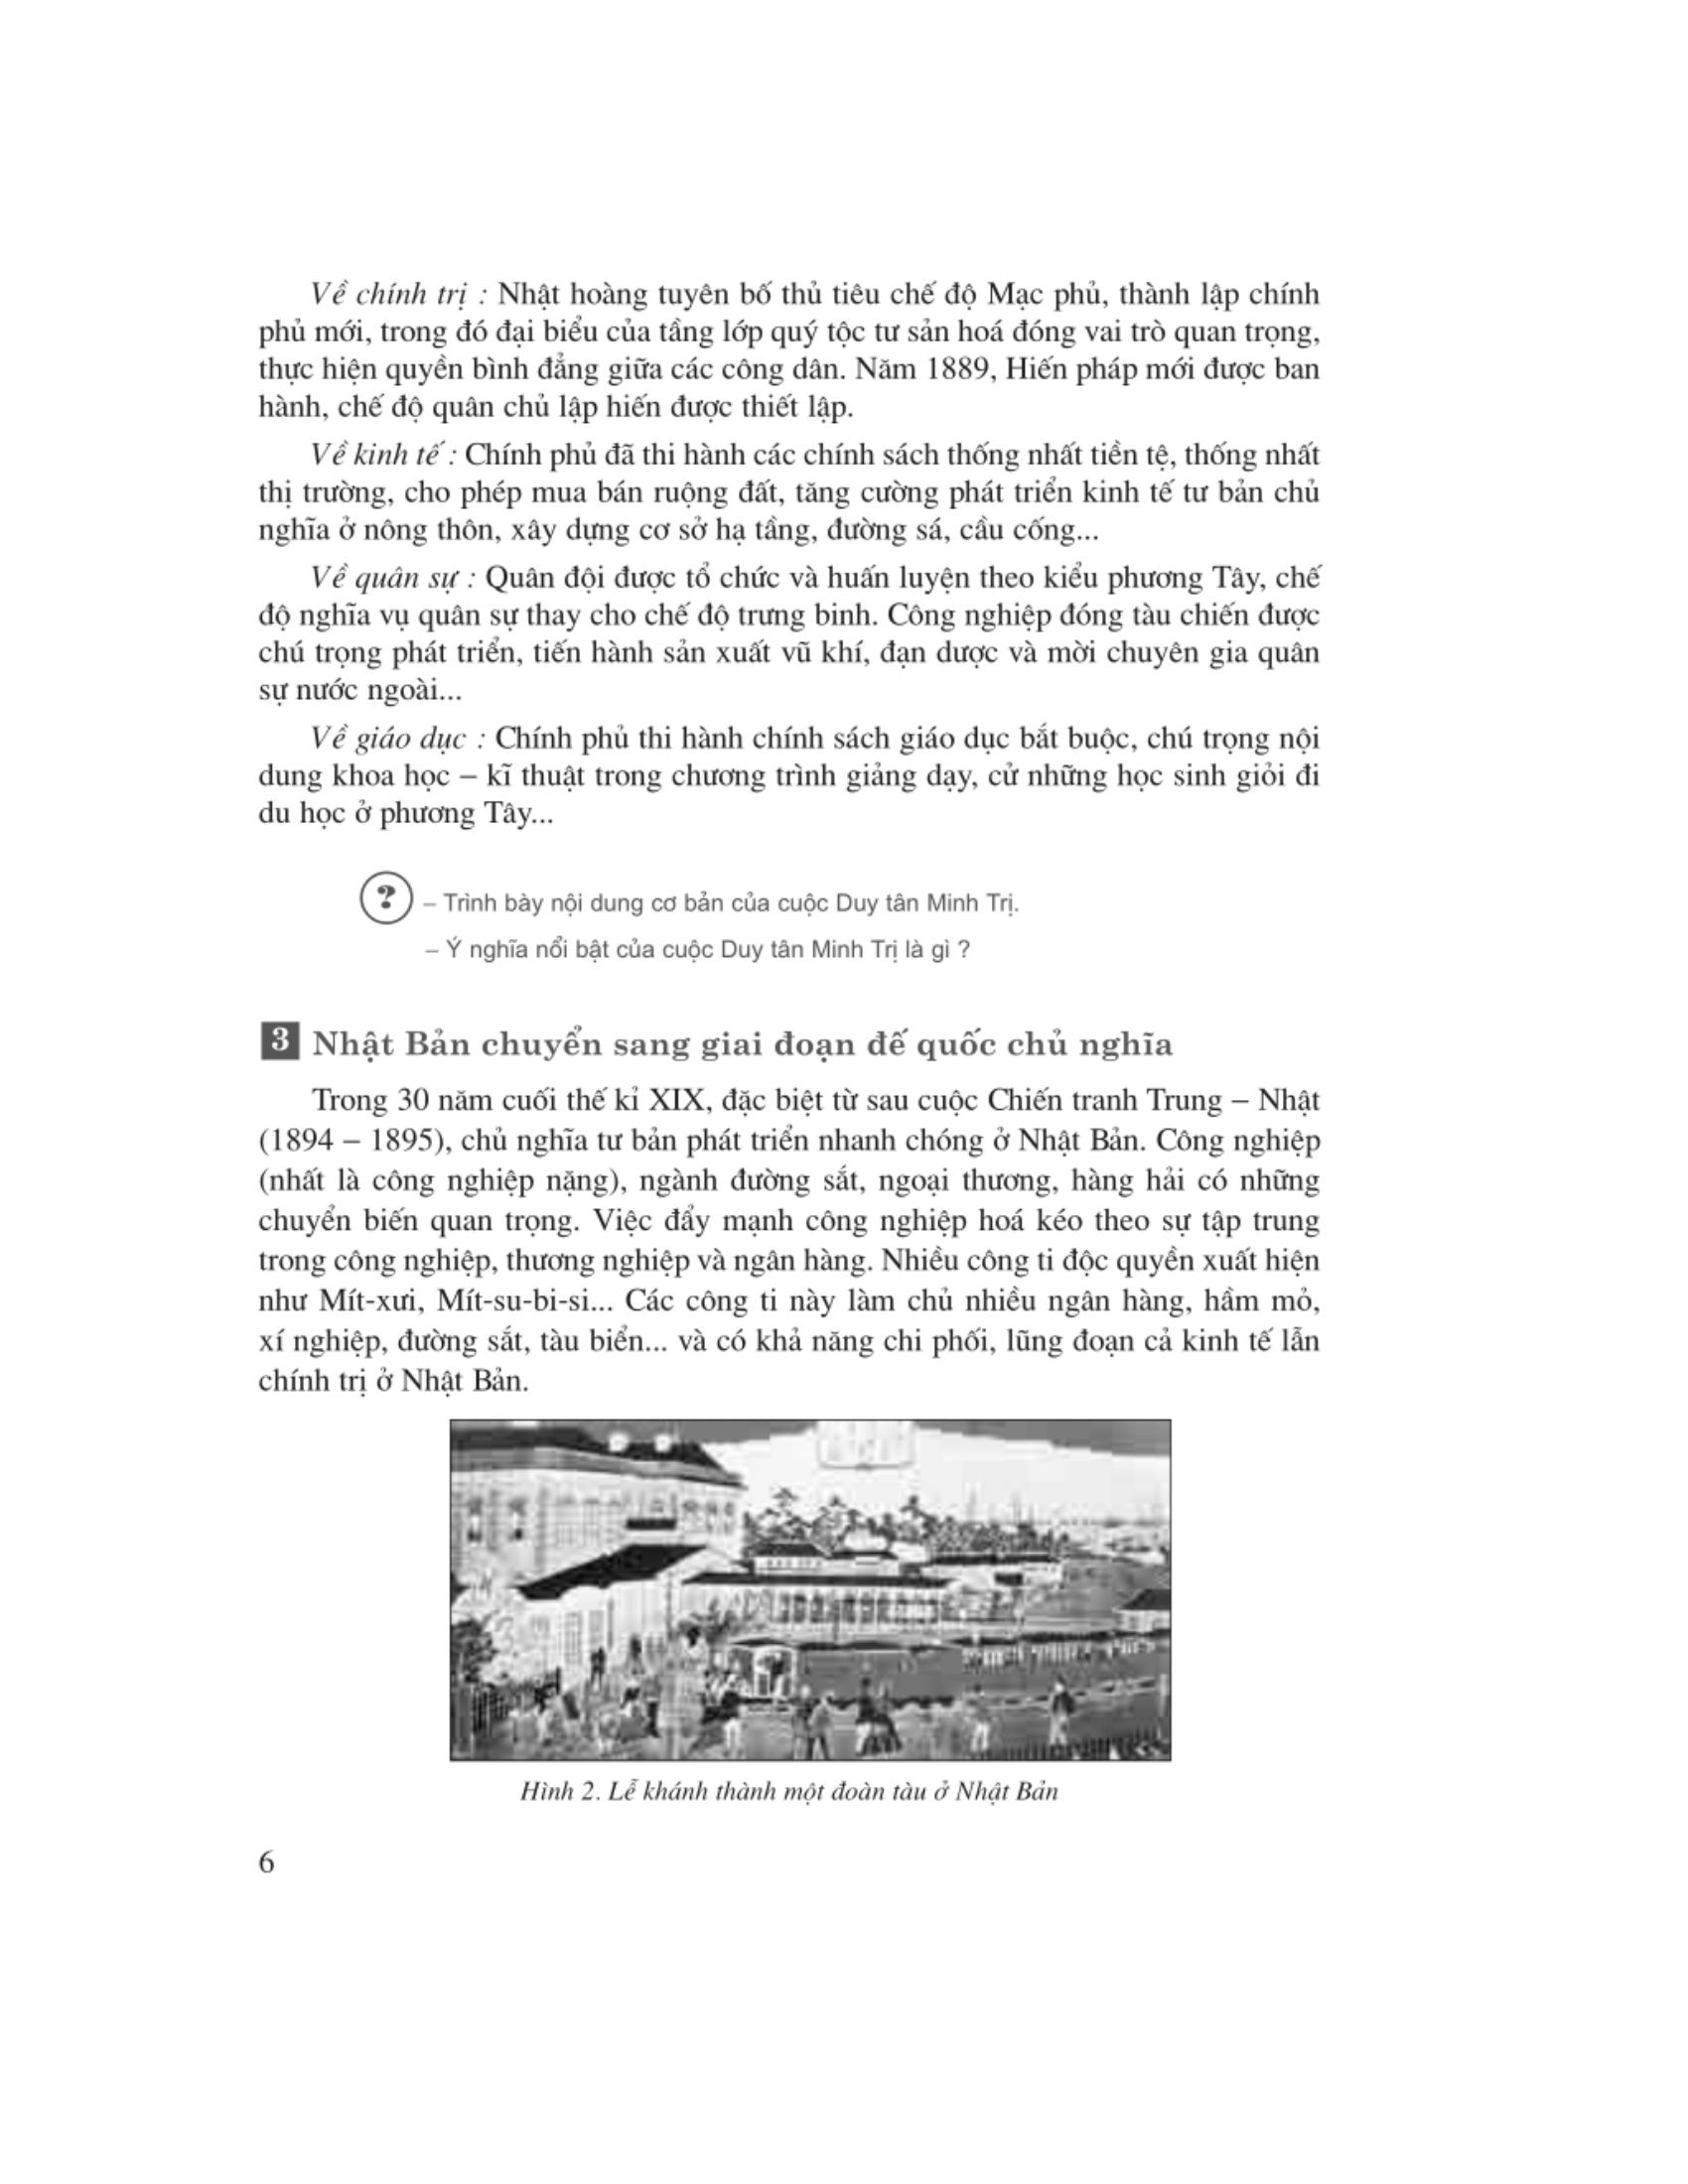 Về chính trị : Nhật hoàng tuyên bố thủ tiêu chế độ Mạc phủ, thành lập chính
phủ mới, trong đó đại biểu của tầng lớp quý tộc tư sản hoá đóng vai trò quan trọng,
thực hiện quyền bình đẳng giữa các công dân. Năm 1889, Hiến pháp mới được ban
hành, chế độ quân chủ lập hiến được thiết lập.
Về kinh tế : Chính phủ đã thi hành các chính sách thống nhất tiền tệ, thống nhất
thị trường, cho phép mua bán ruộng đất, tăng cường phát triển kinh tế tư bản chủ
nghĩa ở nông thôn, xây dựng cơ sở hạ tầng, đường sá, cầu cống...
Về quân sự : Quân đội được tổ chức và huấn luyện theo kiểu phương Tây, chế
độ nghĩa vụ quân sự thay cho chế độ trưng binh. Công nghiệp đóng tàu chiến được
chú trọng phát triển, tiến hành sản xuất vũ khí, đạn dược và mời chuyên gia quân
sự nước ngoài...
Về giáo dục : Chính phủ thi hành chính sách giáo dục bắt buộc, chú trọng nội
dung khoa học – kĩ thuật trong chương trình giảng dạy, cử những học sinh giỏi đi
du học ở phương Tây...
? – Trình bày nội dung cơ bản của cuộc Duy tân Minh Trị.
– Ý nghĩa nổi bật của cuộc Duy tân Minh Trị là gì ?
3 Nhật Bản chuyển sang giai đoạn đế quốc chủ nghĩa
Trong 30 năm cuối thế kỉ XIX, đặc biệt từ sau cuộc Chiến tranh Trung – Nhật
(1894 – 1895), chủ nghĩa tư bản phát triển nhanh chóng ở Nhật Bản. Công nghiệp
(nhất là công nghiệp nặng), ngành đường sắt, ngoại thương, hàng hải có những
chuyển biến quan trọng. Việc đẩy mạnh công nghiệp hoá kéo theo sự tập trung
trong công nghiệp, thương nghiệp và ngân hàng. Nhiều công ti độc quyền xuất hiện
như Mít-xưi, Mít-su-bi-si... Các công ti này làm chủ nhiều ngân hàng, hầm mỏ,
xí nghiệp, đường sắt, tàu biển... và có khả năng chi phối, lũng đoạn cả kinh tế lẫn
chính trị ở Nhật Bản.
Hình 2. Lễ khánh thành một đoàn tàu ở Nhật Bản
6